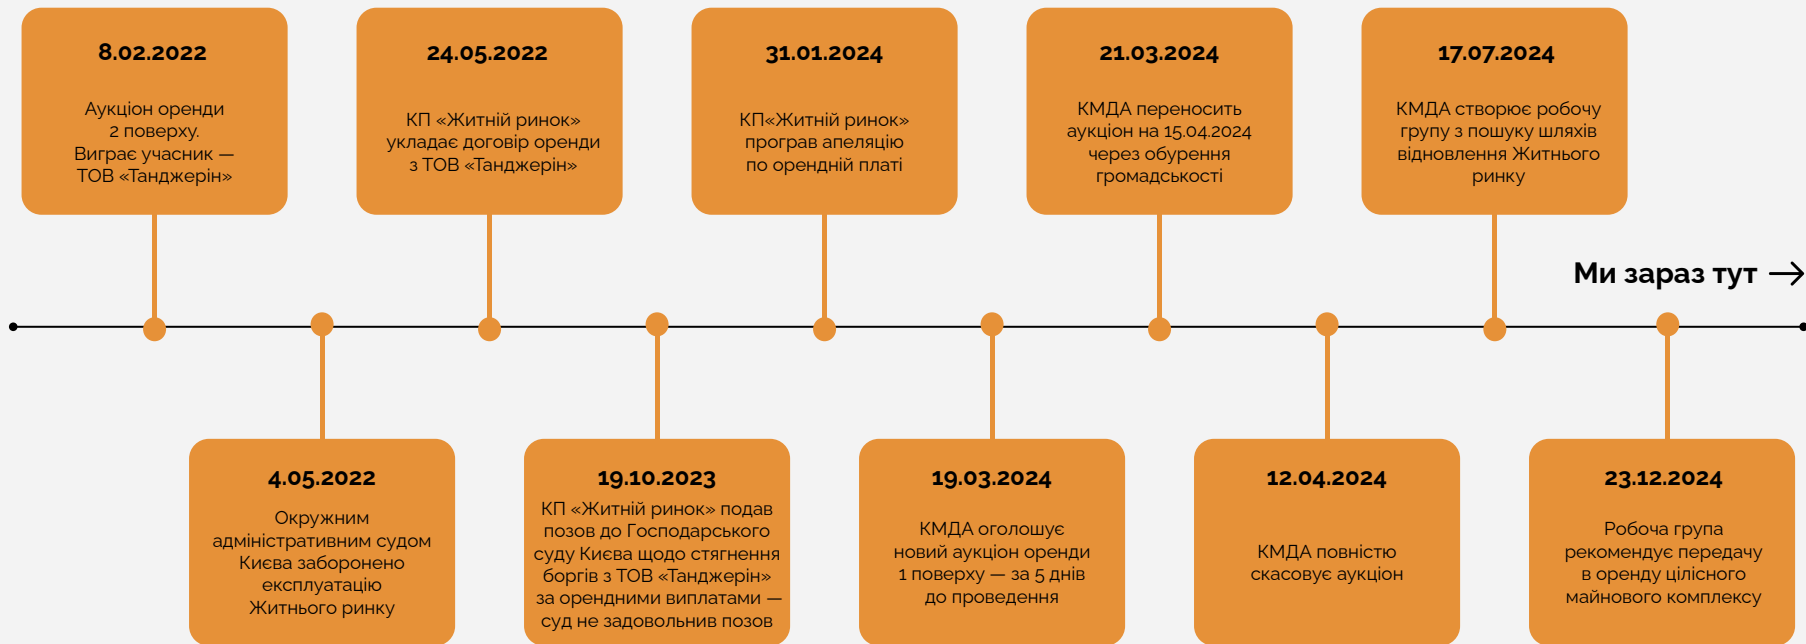 8.02.2022
Аукціон оренди
2 поверху.
Виграє учасник —
ТОВ «Танджерін»
24.05.2022
КП «Житній ринок»
укладає договір оренди
з ТОВ «Танджерін»
31.01.2024
КП«Житній ринок»
програв апеляцію
по орендній платі
21.03.2024
КМДА переносить
аукціон на 15.04.2024
через обурення
громадськості
17.07.2024
КМДА створює робочу
групу з пошуку шляхів
відновлення Житнього
ринку
Ми зараз тут →
4.05.2022
Окружним
адміністративним судом
Києва заборонено
експлуатацію
Житнього ринку
19.10.2023
КП «Житній ринок» подав
позов до Господарського
суду Києва щодо стягнення
боргів з ТОВ «Танджерін»
за орендними виплатами —
суд не задовольнив позов
19.03.2024
КМДА оголошує
новий аукціон оренди
1 поверху — за 5 днів
до проведення
12.04.2024
КМДА повністю
скасовує аукціон
23.12.2024
Робоча група
рекомендує передачу
в оренду цілісного
майнового комплексу